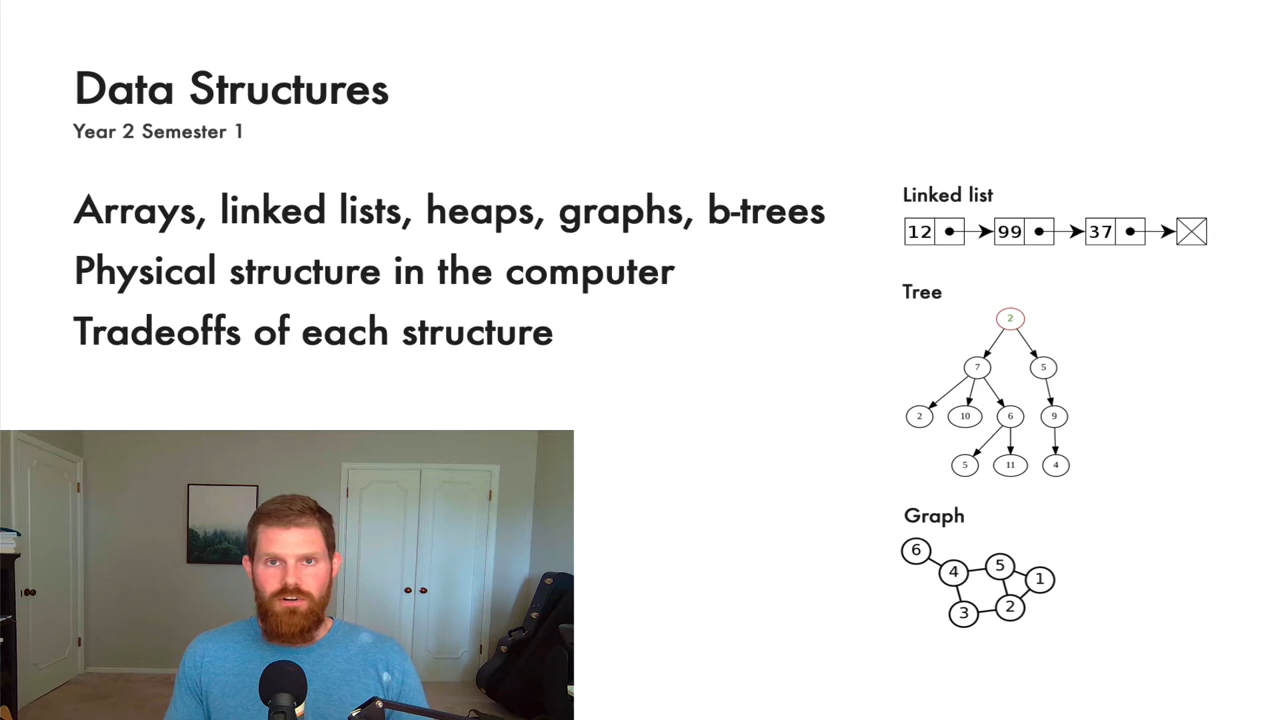 Data Structures
Year 2 Semester 1
Arrays, linked lists, heaps, graphs, b-trees
Physical structure in the computer
Tradeoffs of each structure
Linked list
12 99 37
Tree
2
7 5
2 10 6 9
5 11 4
Graph
6
4 5 1
3 2